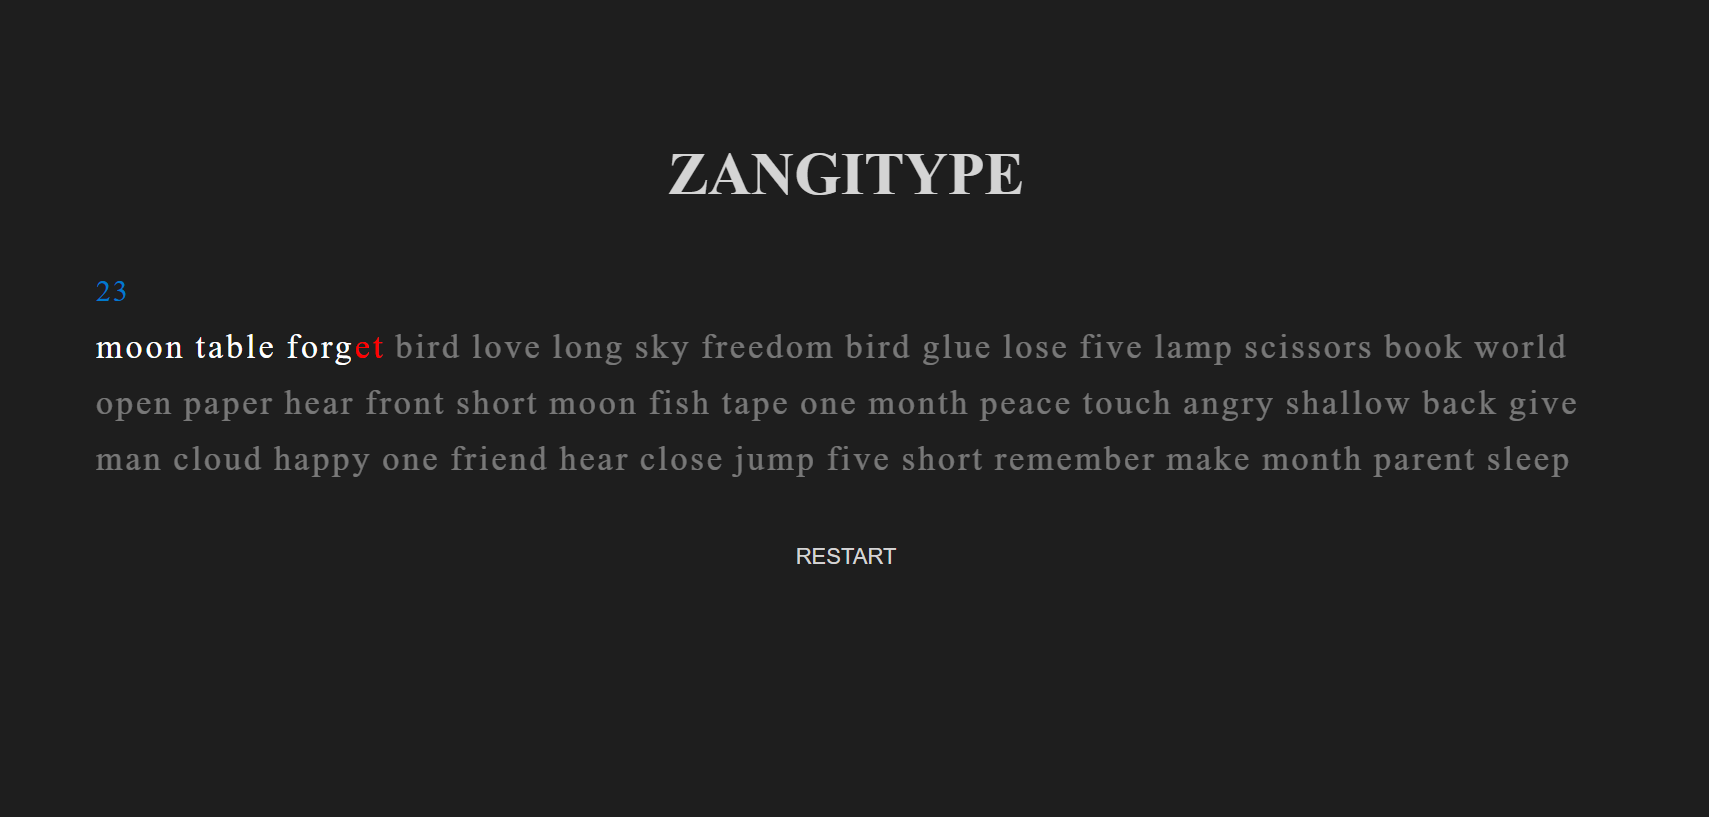 ZANGITYPE
23
moon table forget bird love long sky freedom bird glue lose five lamp scissors book world
open paper hear front short moon fish tape one month peace touch angry shallow back give
man cloud happy one friend hear close jump five short remember make month parent sleep
RESTART